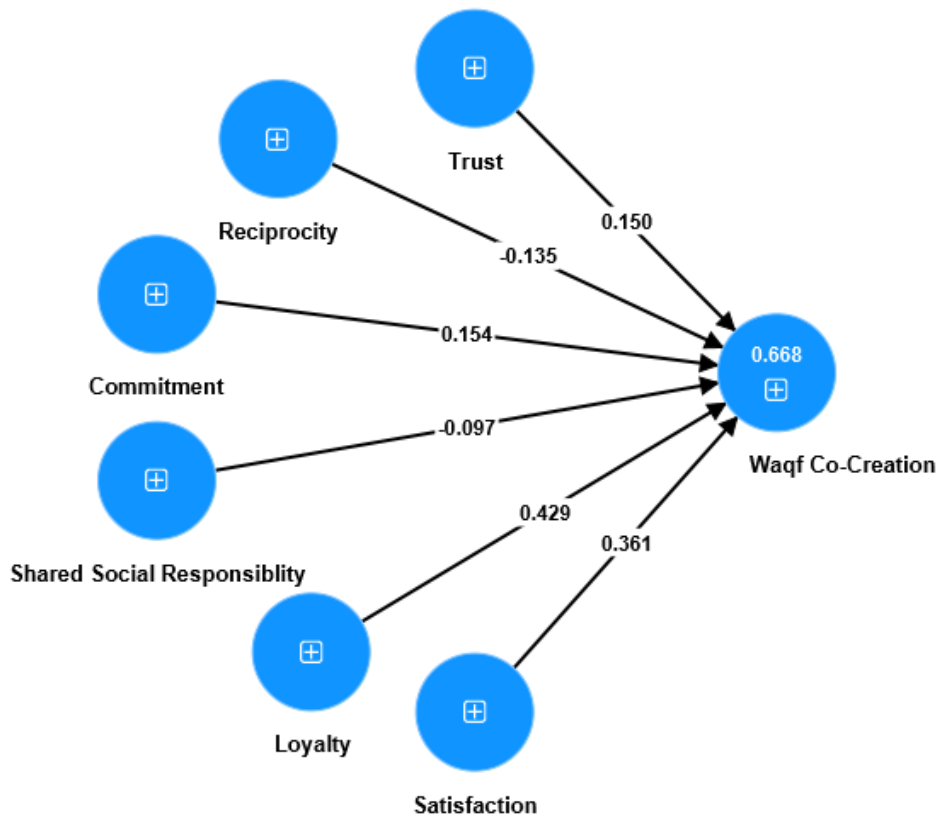 Trust
0.150
Reciprocity
-0.135
0.668
Commitment
0.154
Waqf Co-Creation
-0.097
Shared Social Responsiblity
0.429
0.361
Loyalty
Satisfaction